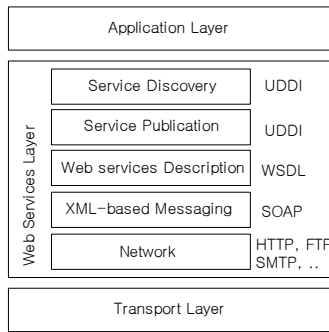 Application Layer
Web Services Layer
Service Discovery UDDI
Service Publication UDDI
Web services Description WSDL
XML-based Messaging SOAP
Network HTTP, FTP
SMTP, ..
Transport Layer